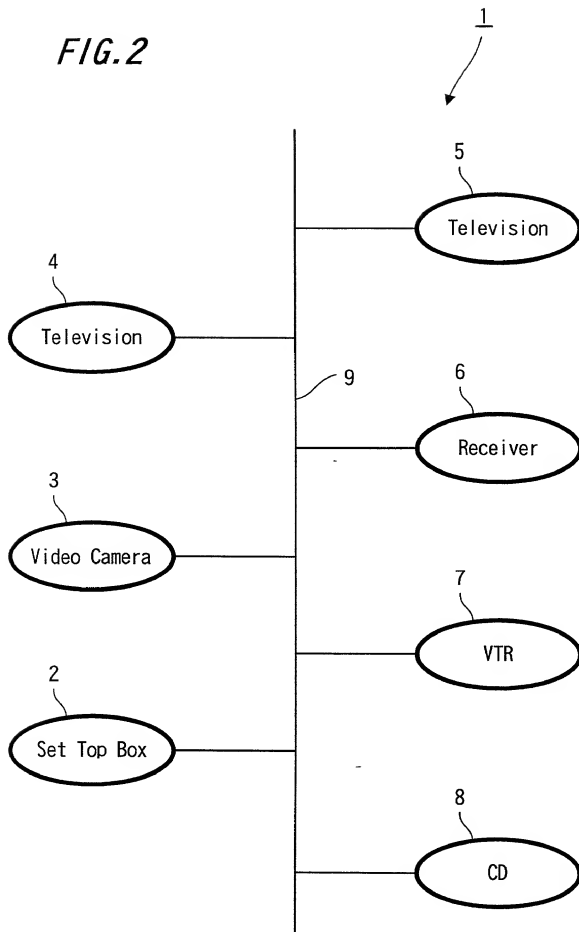 FIG.2
1
5
Television
4
Television
9
6
Receiver
3
Video Camera
7
VTR
2
Set Top Box
8
CD